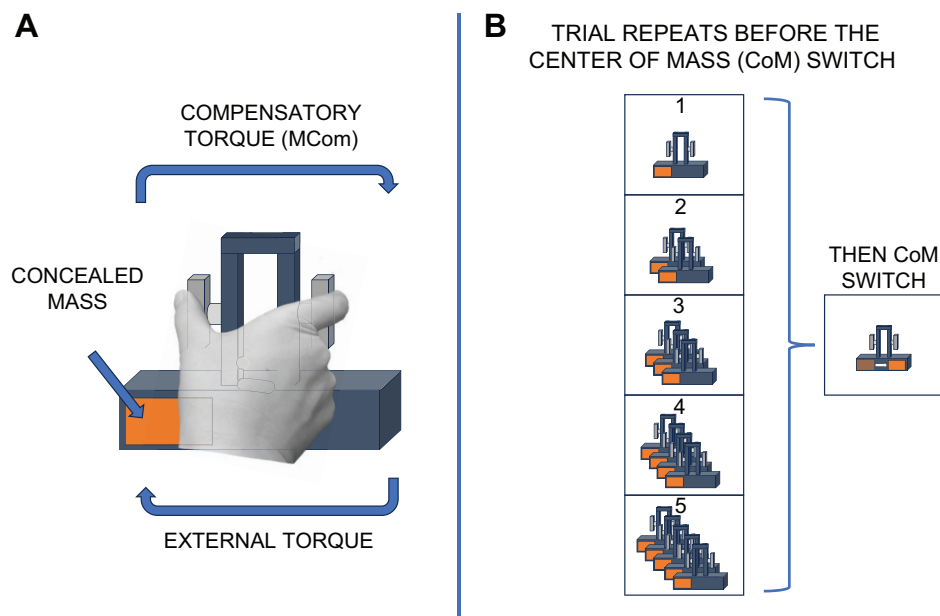 A
COMPENSATORY
TORQUE (MCom)
CONCEALED
MASS
EXTERNAL TORQUE
B
TRIAL REPEATS BEFORE THE
CENTER OF MASS (CoM) SWITCH
1
2
3
4
5
THEN CoM
SWITCH